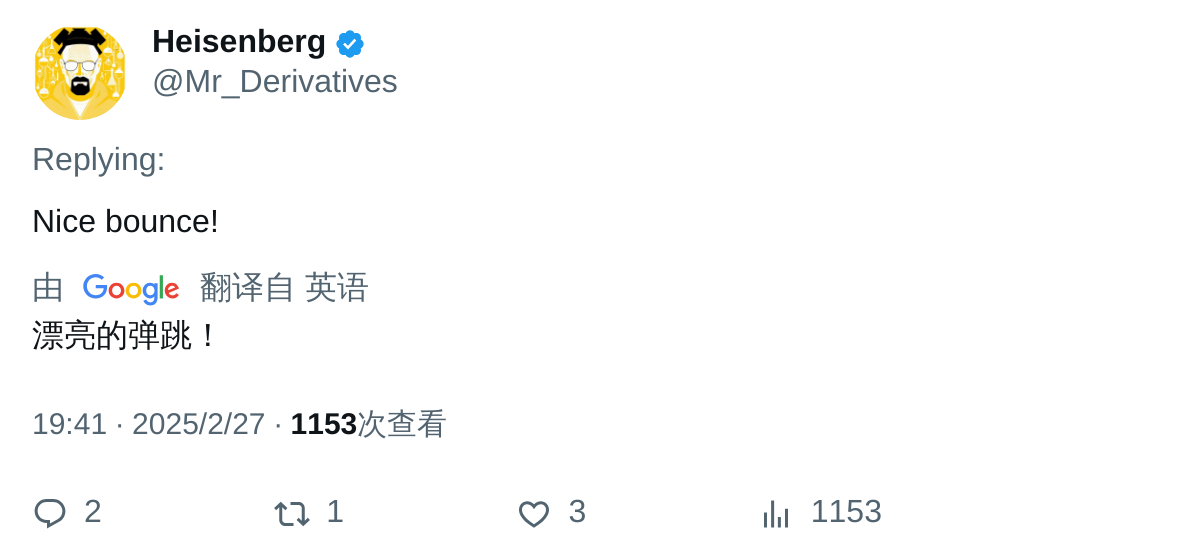 Heisenberg
@Mr_Derivatives
Replying:
Nice bounce!
由 Google 翻译自 英语
漂亮的弹跳！
19:41 · 2025/2/27 · 1153次查看
2 1 3 1153